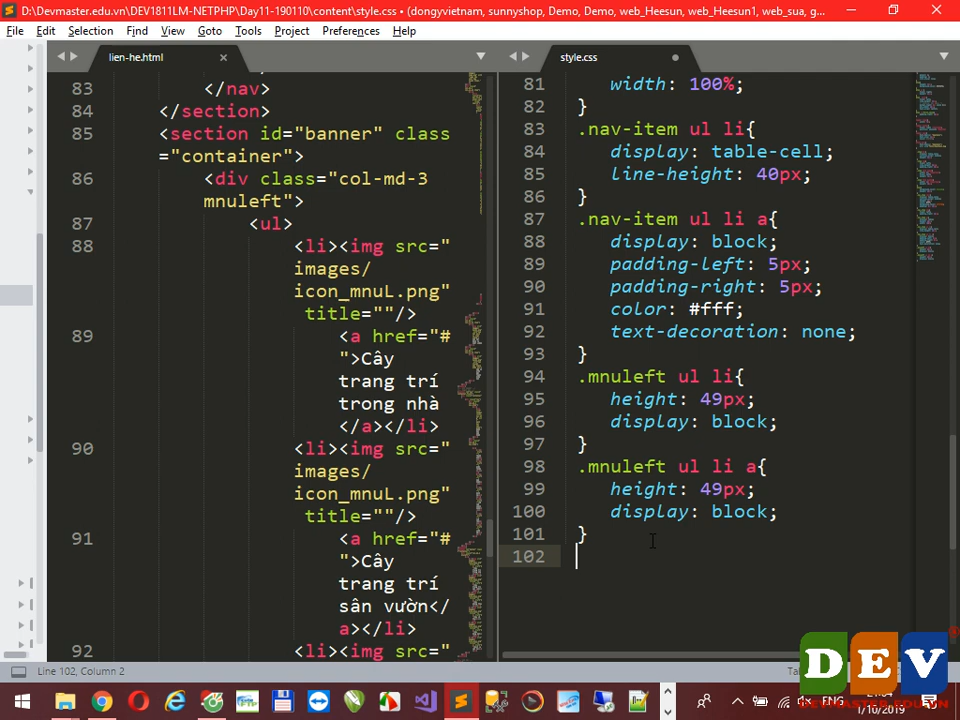 D:\Devmaster.edu.vn\DEV1811LM-NETPHP\Day11-190110\content\style.css • (dongyvietnam, sunnyshop, Demo, Demo, web_Heesun, web_Heesun1, web_sua, g...
File Edit Selection Find View Goto Tools Project Preferences Help
lien-he.html
83 </nav>
84 </section>
85 <section id="banner" class
="container">
86 <div class="col-md-3
mnuleft">
87 <ul>
88 <li><img src="
images/
icon_mnuL.png"
title=""/>
89 <a href="#
">Cây
trang trí
trong nhà
</a></li>
90 <li><img src="
images/
icon_mnuL.png"
title=""/>
91 <a href="#
">Cây
trang trí
sân vườn</
a></li>
92 <li><img src="
style.css
81 width: 100%;
82 }
83 .nav-item ul li{
84 display: table-cell;
85 line-height: 40px;
86 }
87 .nav-item ul li a{
88 display: block;
89 padding-left: 5px;
90 padding-right: 5px;
91 color: #fff;
92 text-decoration: none;
93 }
94 .mnuleft ul li{
95 height: 49px;
96 display: block;
97 }
98 .mnuleft ul li a{
99 height: 49px;
100 display: block;
101 }
102
Line 102, Column 2
DEV
ENG
1/10/2019